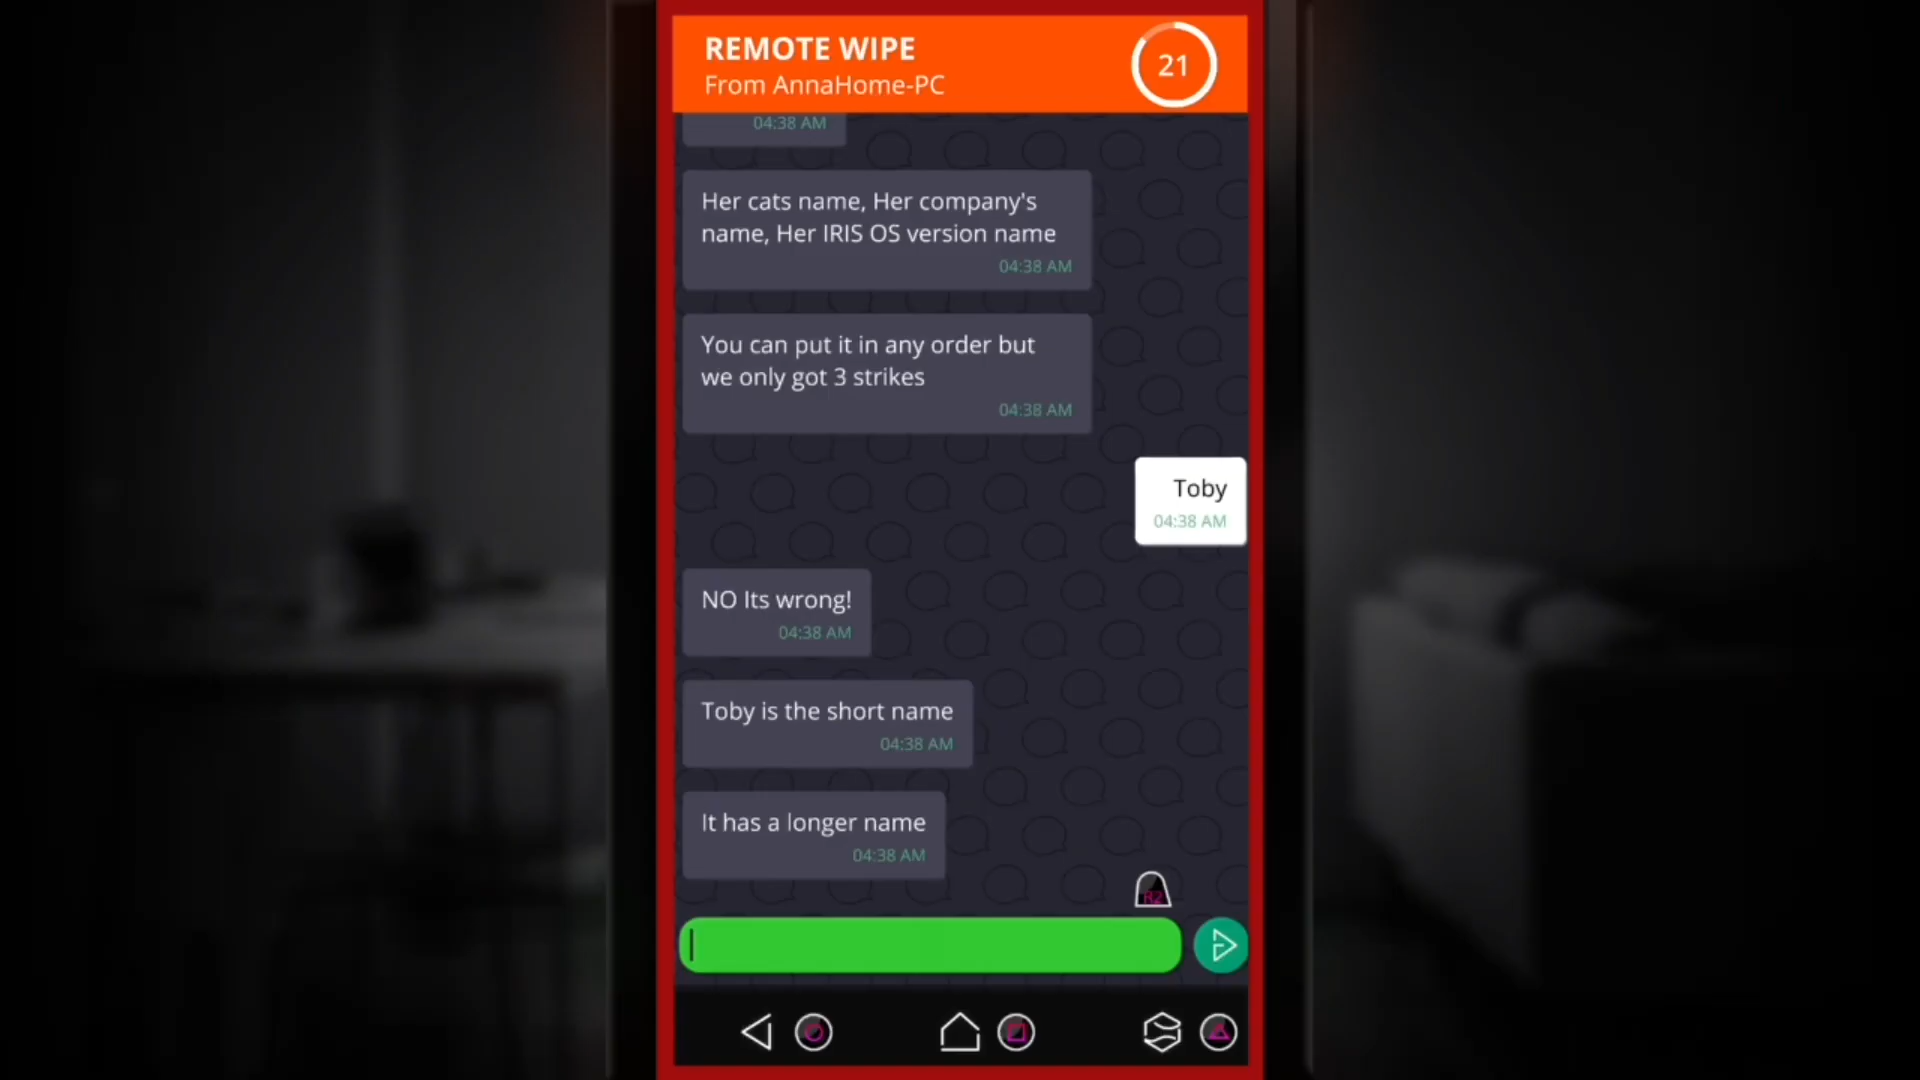 REMOTE WIPE
From AnnaHome-PC
21
04:38 AM
Her cats name, Her company's
name, Her IRIS OS version name
04:38 AM
You can put it in any order but
we only got 3 strikes
04:38 AM
Toby
04:38 AM
NO Its wrong!
04:38 AM
Toby is the short name
04:38 AM
It has a longer name
04:38 AM
R2